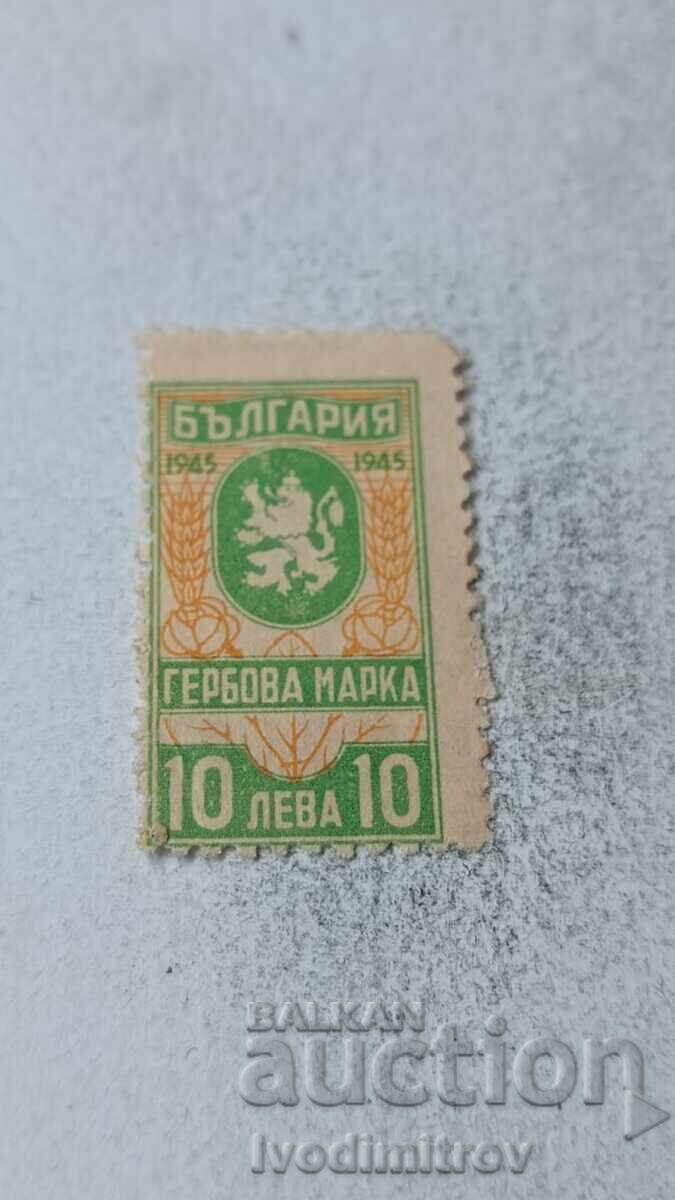 БЪЛГАРИЯ
1945 1945
ГЕРБОВА МАРКА
10 ЛЕВА 10
BALKAN
auction
Ivodimitrov